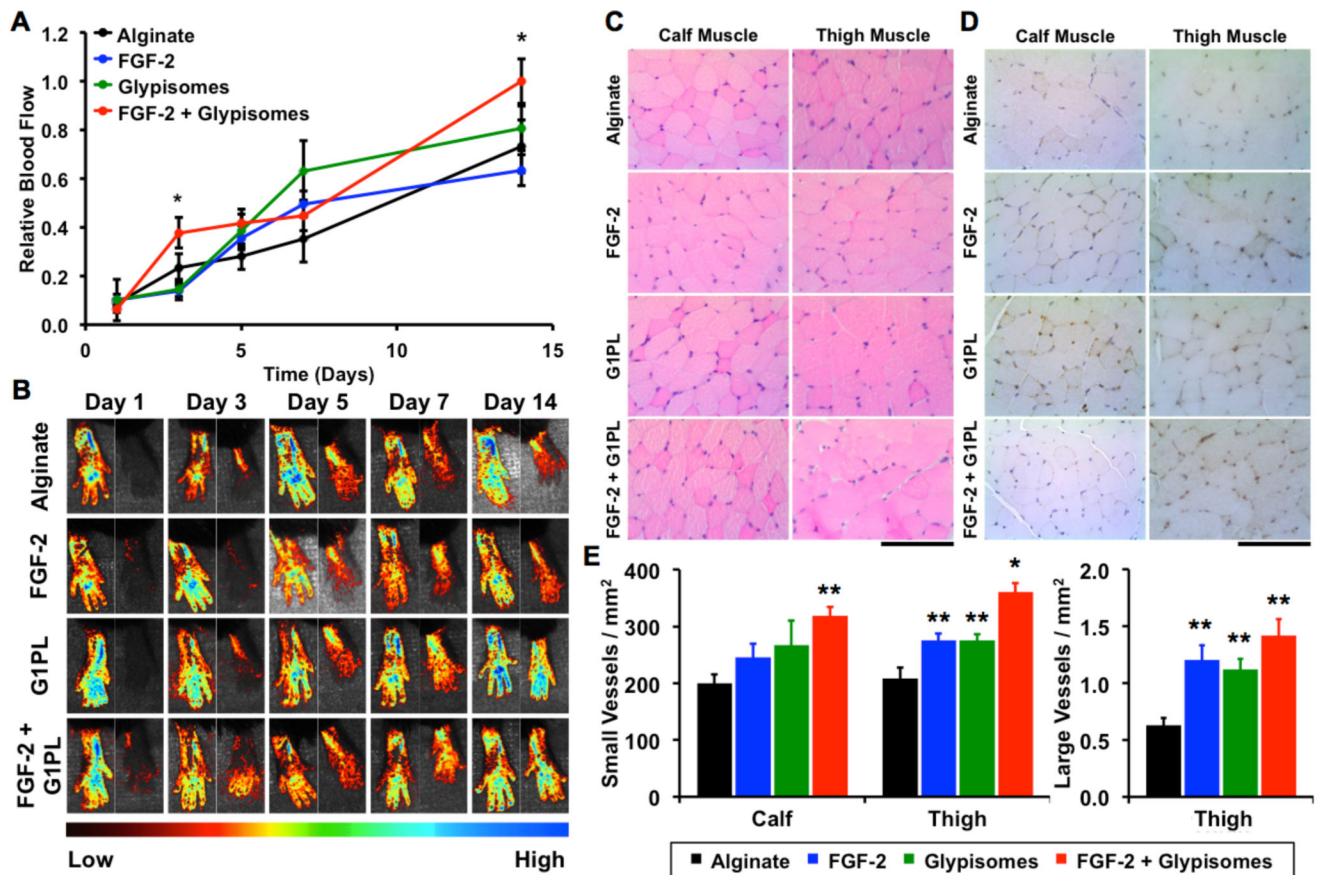 A
1.2
1.0
0.8
0.6
0.4
0.2
0.0
Relative Blood Flow
0 5 10 15
Time (Days)
Alginate
FGF-2
Glypisomes
FGF-2 + Glypisomes
*
*
B
Day 1 Day 3 Day 5 Day 7 Day 14
Alginate
FGF-2
G1PL
FGF-2 +
G1PL
Low High
C
Calf Muscle Thigh Muscle
Alginate
FGF-2
G1PL
FGF-2 + G1PL
D
Calf Muscle Thigh Muscle
Alginate
FGF-2
G1PL
FGF-2 + G1PL
E
Small Vessels / mm²
400
300
200
100
0
**
** ** *
Calf Thigh
Large Vessels / mm²
2.0
1.5
1.0
0.5
0.0
** ** **
Thigh
Alginate FGF-2 Glypisomes FGF-2 + Glypisomes